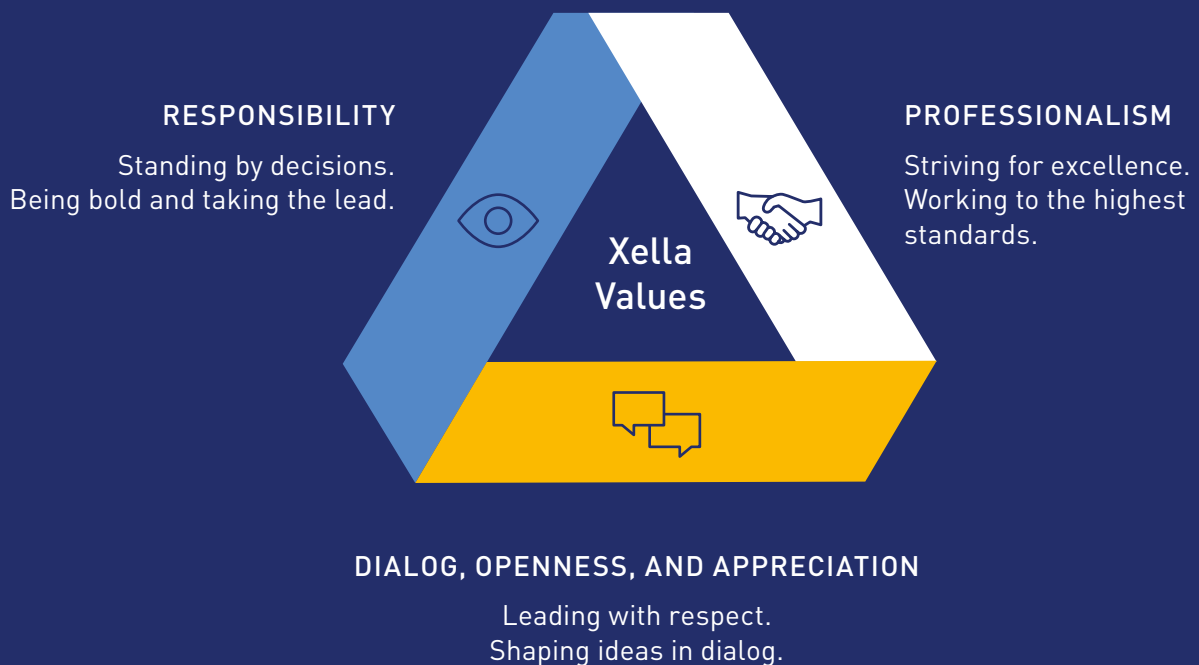 RESPONSIBILITY
Standing by decisions.
Being bold and taking the lead.
PROFESSIONALISM
Striving for excellence.
Working to the highest
standards.
Xella
Values
DIALOG, OPENNESS, AND APPRECIATION
Leading with respect.
Shaping ideas in dialog.